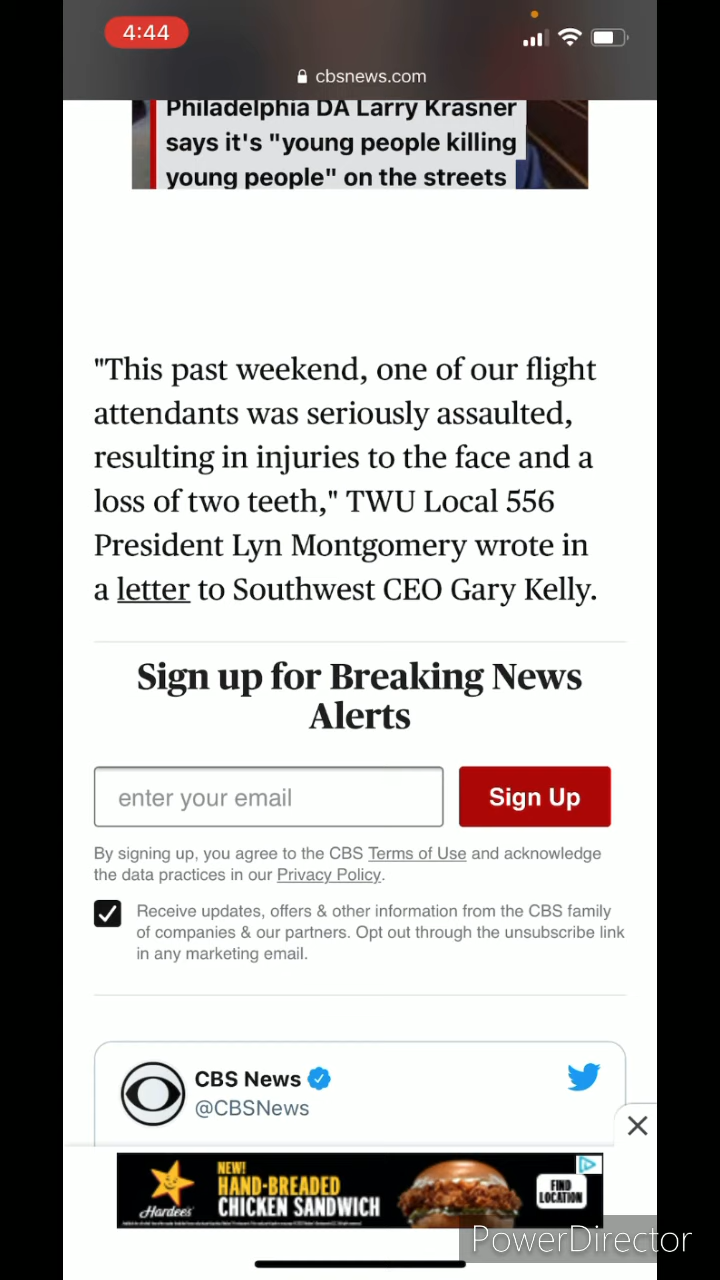 4:44
cbsnews.com
Philadelphia DA Larry Krasner
says it's "young people killing
young people" on the streets
"This past weekend, one of our flight
attendants was seriously assaulted,
resulting in injuries to the face and a
loss of two teeth," TWU Local 556
President Lyn Montgomery wrote in
a letter to Southwest CEO Gary Kelly.
Sign up for Breaking News
Alerts
enter your email
Sign Up
By signing up, you agree to the CBS Terms of Use and acknowledge
the data practices in our Privacy Policy.
Receive updates, offers & other information from the CBS family
of companies & our partners. Opt out through the unsubscribe link
in any marketing email.
CBS News
@CBSNews
Hardee's
NEW!
HAND-BREADED
CHICKEN SANDWICH
FIND
LOCATION
PowerDirector